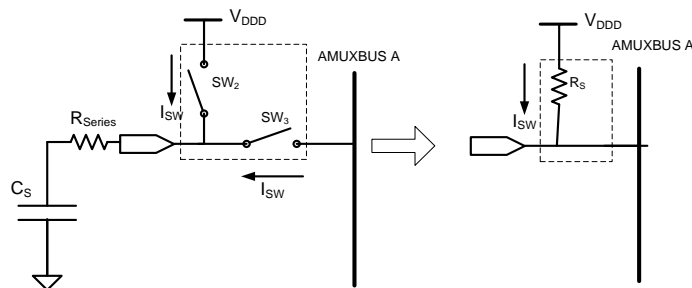 VDDD
AMUXBUS A
SW2
ISW
RSeries
SW3
ISW
CS
VDDD
AMUXBUS A
RS
ISW